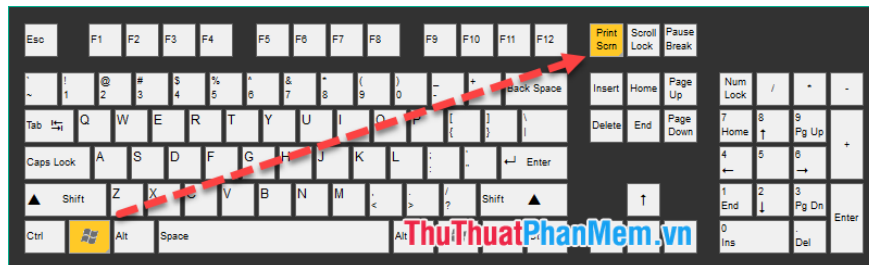 Esc F1 F2 F3 F4 F5 F6 F7 F8 F9 F10 F11 F12 Print Scrn Scroll Lock Pause Break
` ~ ! 1 @ 2 # 3 $ 4 % 5 ^ 6 & 7 * 8 ( 9 ) 0 _ - + Back Space Insert Home Page Up Num Lock / * -
Tab Q W E R T Y U I O P [ { ] } \ | Delete End Page Down 7 Home 8 ↑ 9 Pg Up +
Caps Lock A S D F G H J K L ; : ' " Enter 4 ← 5 6 →
Shift Z X C V B N M , < . > / ? Shift ↑ 1 End 2 ↓ 3 Pg Dn Enter
Ctrl Alt Space Alt 0 Ins . Del
ThuThuatPhanMem.vn